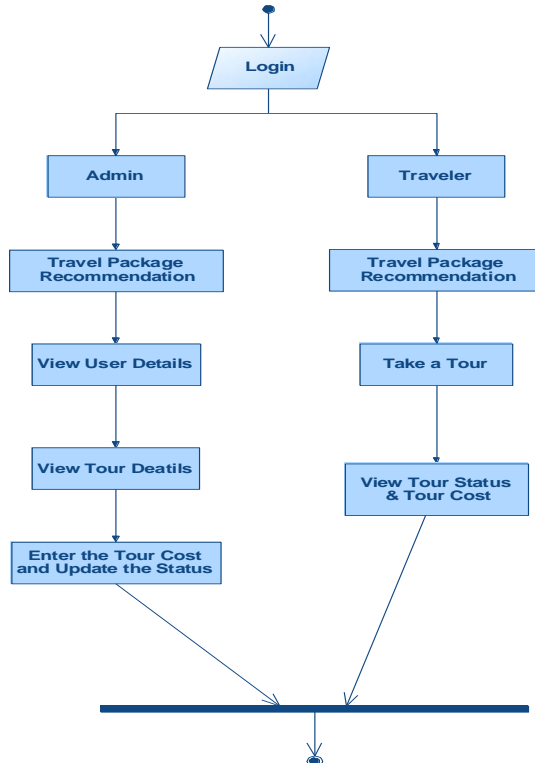 Login
Admin
Travel Package
Recommendation
View User Details
View Tour Deatils
Enter the Tour Cost
and Update the Status
Traveler
Travel Package
Recommendation
Take a Tour
View Tour Status
& Tour Cost